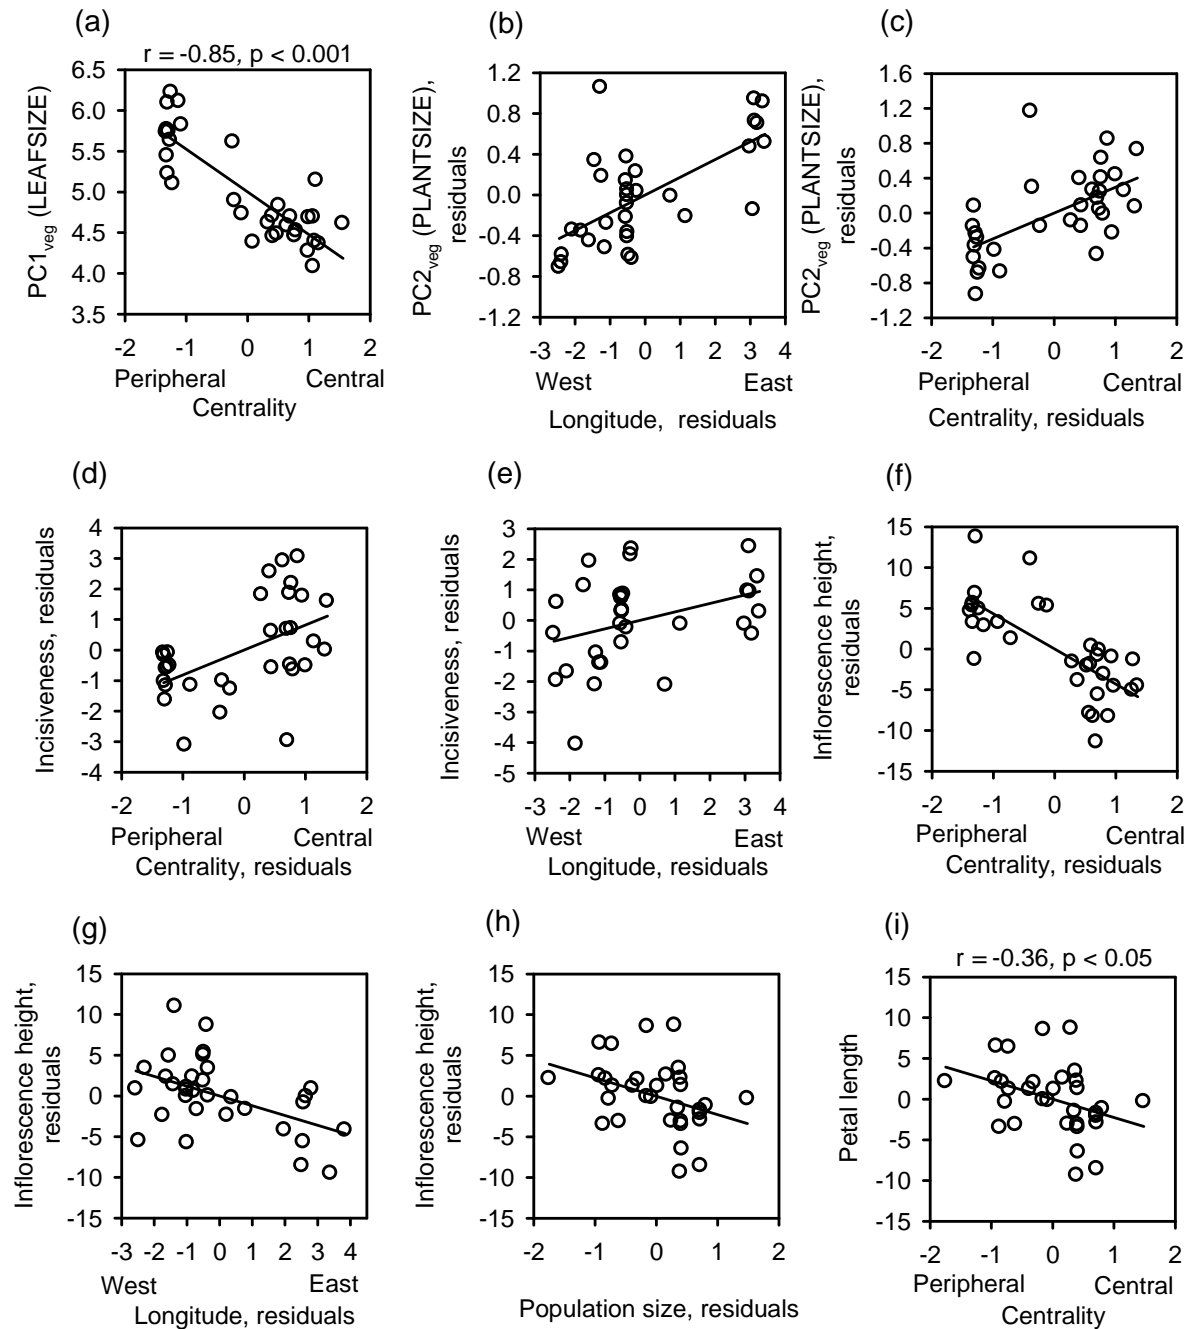 (a)
r = -0.85, p < 0.001
PC1veg (LEAFSIZE)
6.5
6.0
5.5
5.0
4.5
4.0
3.5
-2 -1 0 1 2
Peripheral Central
Centrality
(b)
PC2veg (PLANTSIZE),
residuals
1.2
0.8
0.4
0.0
-0.4
-0.8
-1.2
-3 -2 -1 0 1 2 3 4
West East
Longitude, residuals
(c)
PC2veg (PLANTSIZE),
residuals
1.6
1.2
0.8
0.4
0.0
-0.4
-0.8
-1.2
-2 -1 0 1 2
Peripheral Central
Centrality, residuals
(d)
Incisiveness, residuals
4
3
2
1
0
-1
-2
-3
-4
-2 -1 0 1 2
Peripheral Central
Centrality, residuals
(e)
Incisiveness, residuals
3
2
1
0
-1
-2
-3
-4
-5
-3 -2 -1 0 1 2 3 4
West East
Longitude, residuals
(f)
Inflorescence height,
residuals
15
10
5
0
-5
-10
-15
-2 -1 0 1 2
Peripheral Central
Centrality, residuals
(g)
Inflorescence height,
residuals
15
10
5
0
-5
-10
-15
-3 -2 -1 0 1 2 3 4
West East
Longitude, residuals
(h)
Inflorescence height,
residuals
15
10
5
0
-5
-10
-15
-2 -1 0 1 2
Population size, residuals
(i)
r = -0.36, p < 0.05
Petal length
15
10
5
0
-5
-10
-15
-2 -1 0 1 2
Peripheral Central
Centrality